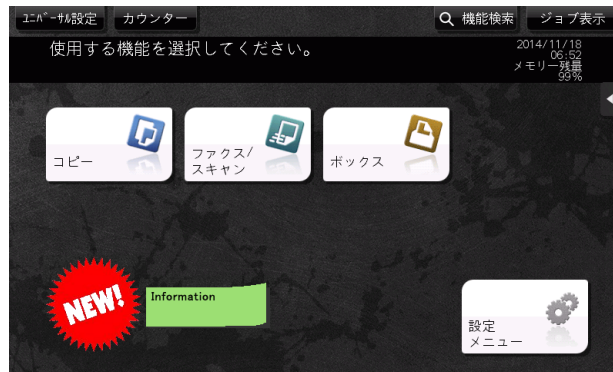 ﾕﾆﾊﾞｰｻﾙ設定 カウンター 機能検索 ジョブ表示
使用する機能を選択してください。
2014/11/18
06:52
メモリー残量
99%
コピー
ファクス/
スキャン
ボックス
NEW!
Information
設定
メニュー